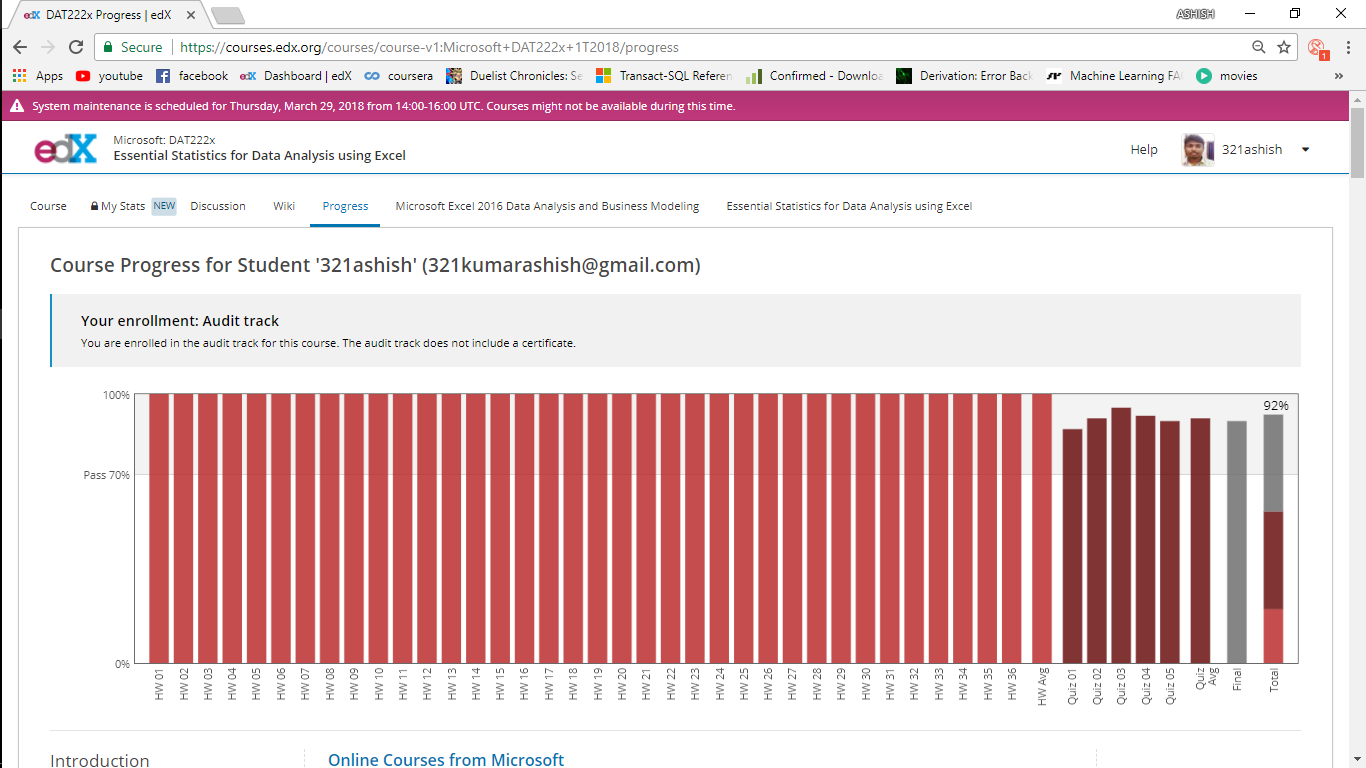 DAT222x Progress | edX
ASHISH
Secure
https://courses.edx.org/courses/course-v1:Microsoft+DAT222x+1T2018/progress
1
Apps youtube facebook edX Dashboard | edX coursera Duelist Chronicles: Se Transact-SQL Referen Confirmed - Downloa Derivation: Error Back Machine Learning FA movies »
System maintenance is scheduled for Thursday, March 29, 2018 from 14:00-16:00 UTC. Courses might not be available during this time.
edX
Microsoft: DAT222x
Essential Statistics for Data Analysis using Excel
Help 321ashish
Course My Stats NEW Discussion Wiki Progress Microsoft Excel 2016 Data Analysis and Business Modeling Essential Statistics for Data Analysis using Excel
Course Progress for Student '321ashish' (321kumarashish@gmail.com)
Your enrollment: Audit track
You are enrolled in the audit track for this course. The audit track does not include a certificate.
100%
92%
Pass 70%
0%
HW 01
HW 02
HW 03
HW 04
HW 05
HW 06
HW 07
HW 08
HW 09
HW 10
HW 11
HW 12
HW 13
HW 14
HW 15
HW 16
HW 17
HW 18
HW 19
HW 20
HW 21
HW 22
HW 23
HW 24
HW 25
HW 26
HW 27
HW 28
HW 29
HW 30
HW 31
HW 32
HW 33
HW 34
HW 35
HW 36
HW Avg
Quiz 01
Quiz 02
Quiz 03
Quiz 04
Quiz 05
Quiz
Avg
Final
Total
Introduction
Online Courses from Microsoft